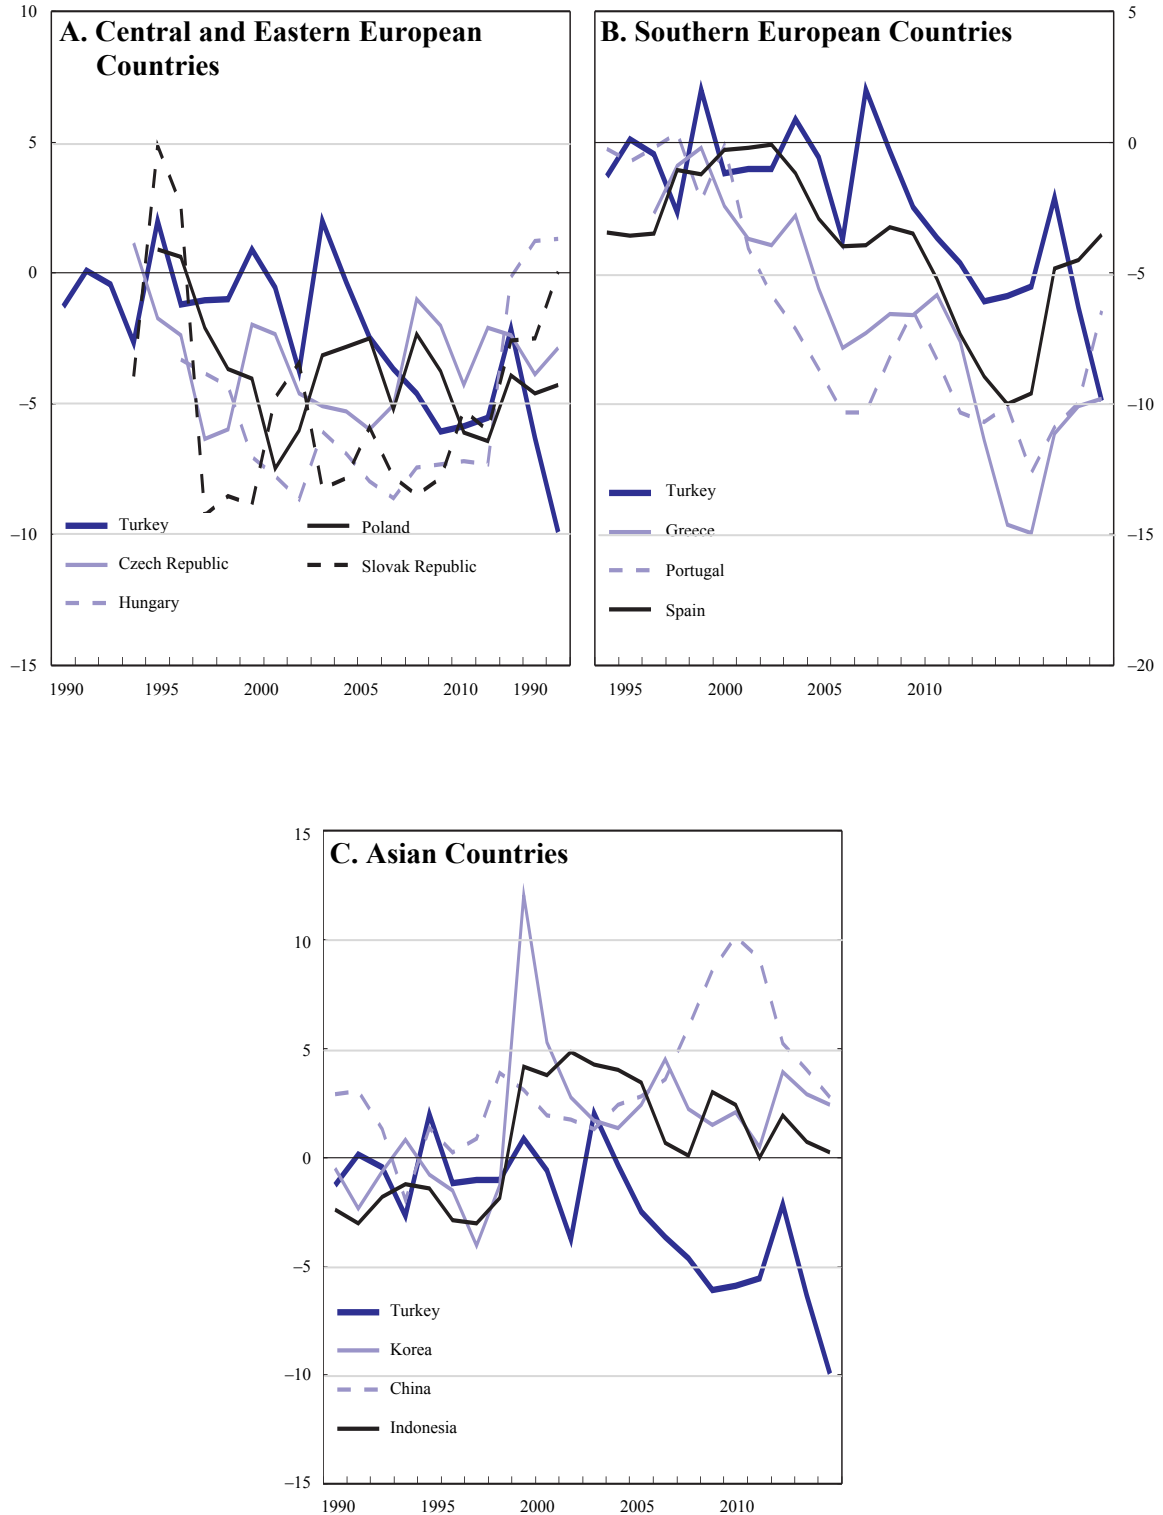 A. Central and Eastern European
Countries
10
5
0
−5
−10
−15
Turkey
Czech Republic
Hungary
Poland
Slovak Republic
1990 1995 2000 2005 2010 1990
B. Southern European Countries
5
0
−5
−10
−15
−20
Turkey
Greece
Portugal
Spain
1995 2000 2005 2010
C. Asian Countries
15
10
5
0
−5
−10
−15
Turkey
Korea
China
Indonesia
1990 1995 2000 2005 2010